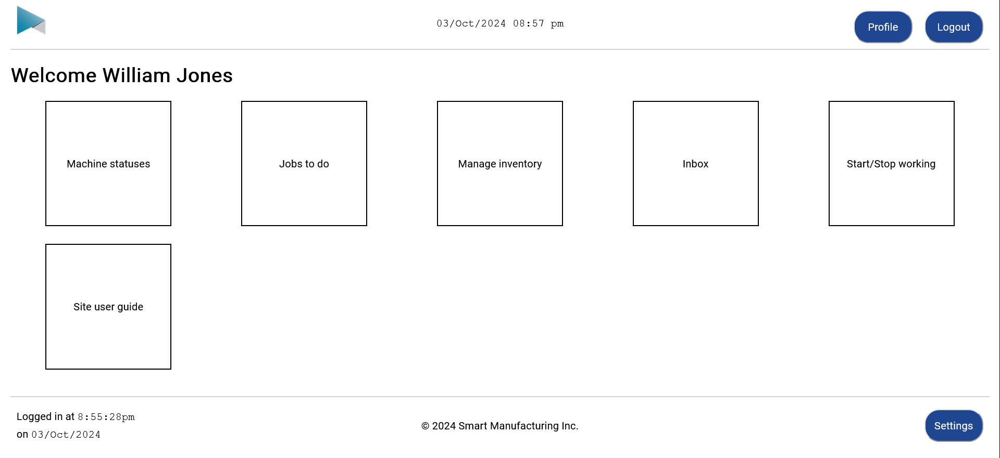 03/Oct/2024 08:57 pm
Profile
Logout
Welcome William Jones
Machine statuses
Jobs to do
Manage inventory
Inbox
Start/Stop working
Site user guide
Logged in at 8:55:28pm
on 03/Oct/2024
© 2024 Smart Manufacturing Inc.
Settings